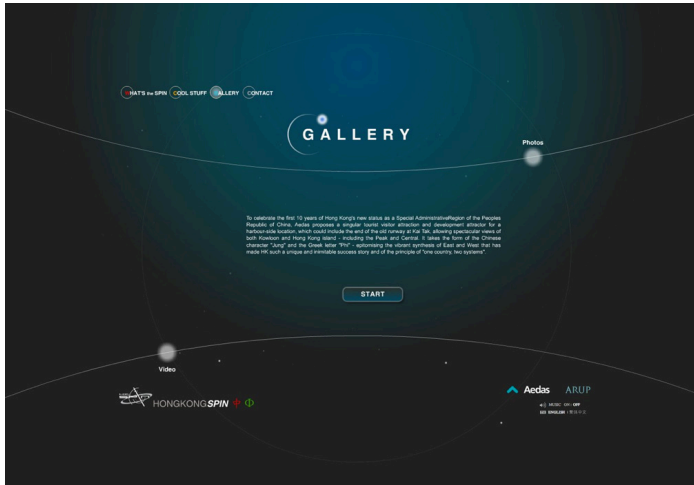 WHAT'S the SPIN COOL STUFF GALLERY CONTACT
GALLERY
Photos
To celebrate the first 10 years of Hong Kong's new status as a Special AdministrativeRegion of the Peoples
Republic of China, Aedas proposes a singular tourist visitor attraction and development attractor for a
harbour-side location, which could include the end of the old runway at Kai Tak, allowing spectacular views of
both Kowloon and Hong Kong island - including the Peak and Central. It takes the form of the Chinese
character "Jung" and the Greek letter "Phi" - epitomising the vibrant synthesis of East and West that has
made HK such a unique and inimitable success story and of the principle of "one country, two systems".
START
Video
HONGKONGSPIN 中 Φ
Aedas ARUP
MUSIC ON / OFF
ENGLISH | 繁體中文